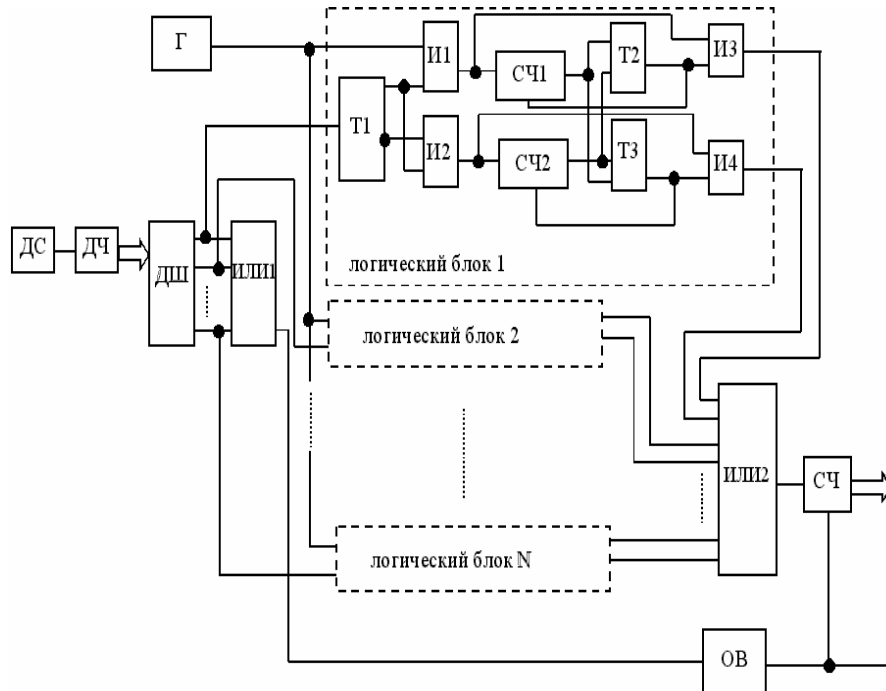 Г
И1
СЧ1
Т2
И3
Т1
И2
СЧ2
Т3
И4
ДС
ДЧ
ДШ
ИЛИ1
логический блок 1
логический блок 2
ИЛИ2
СЧ
логический блок N
ОВ